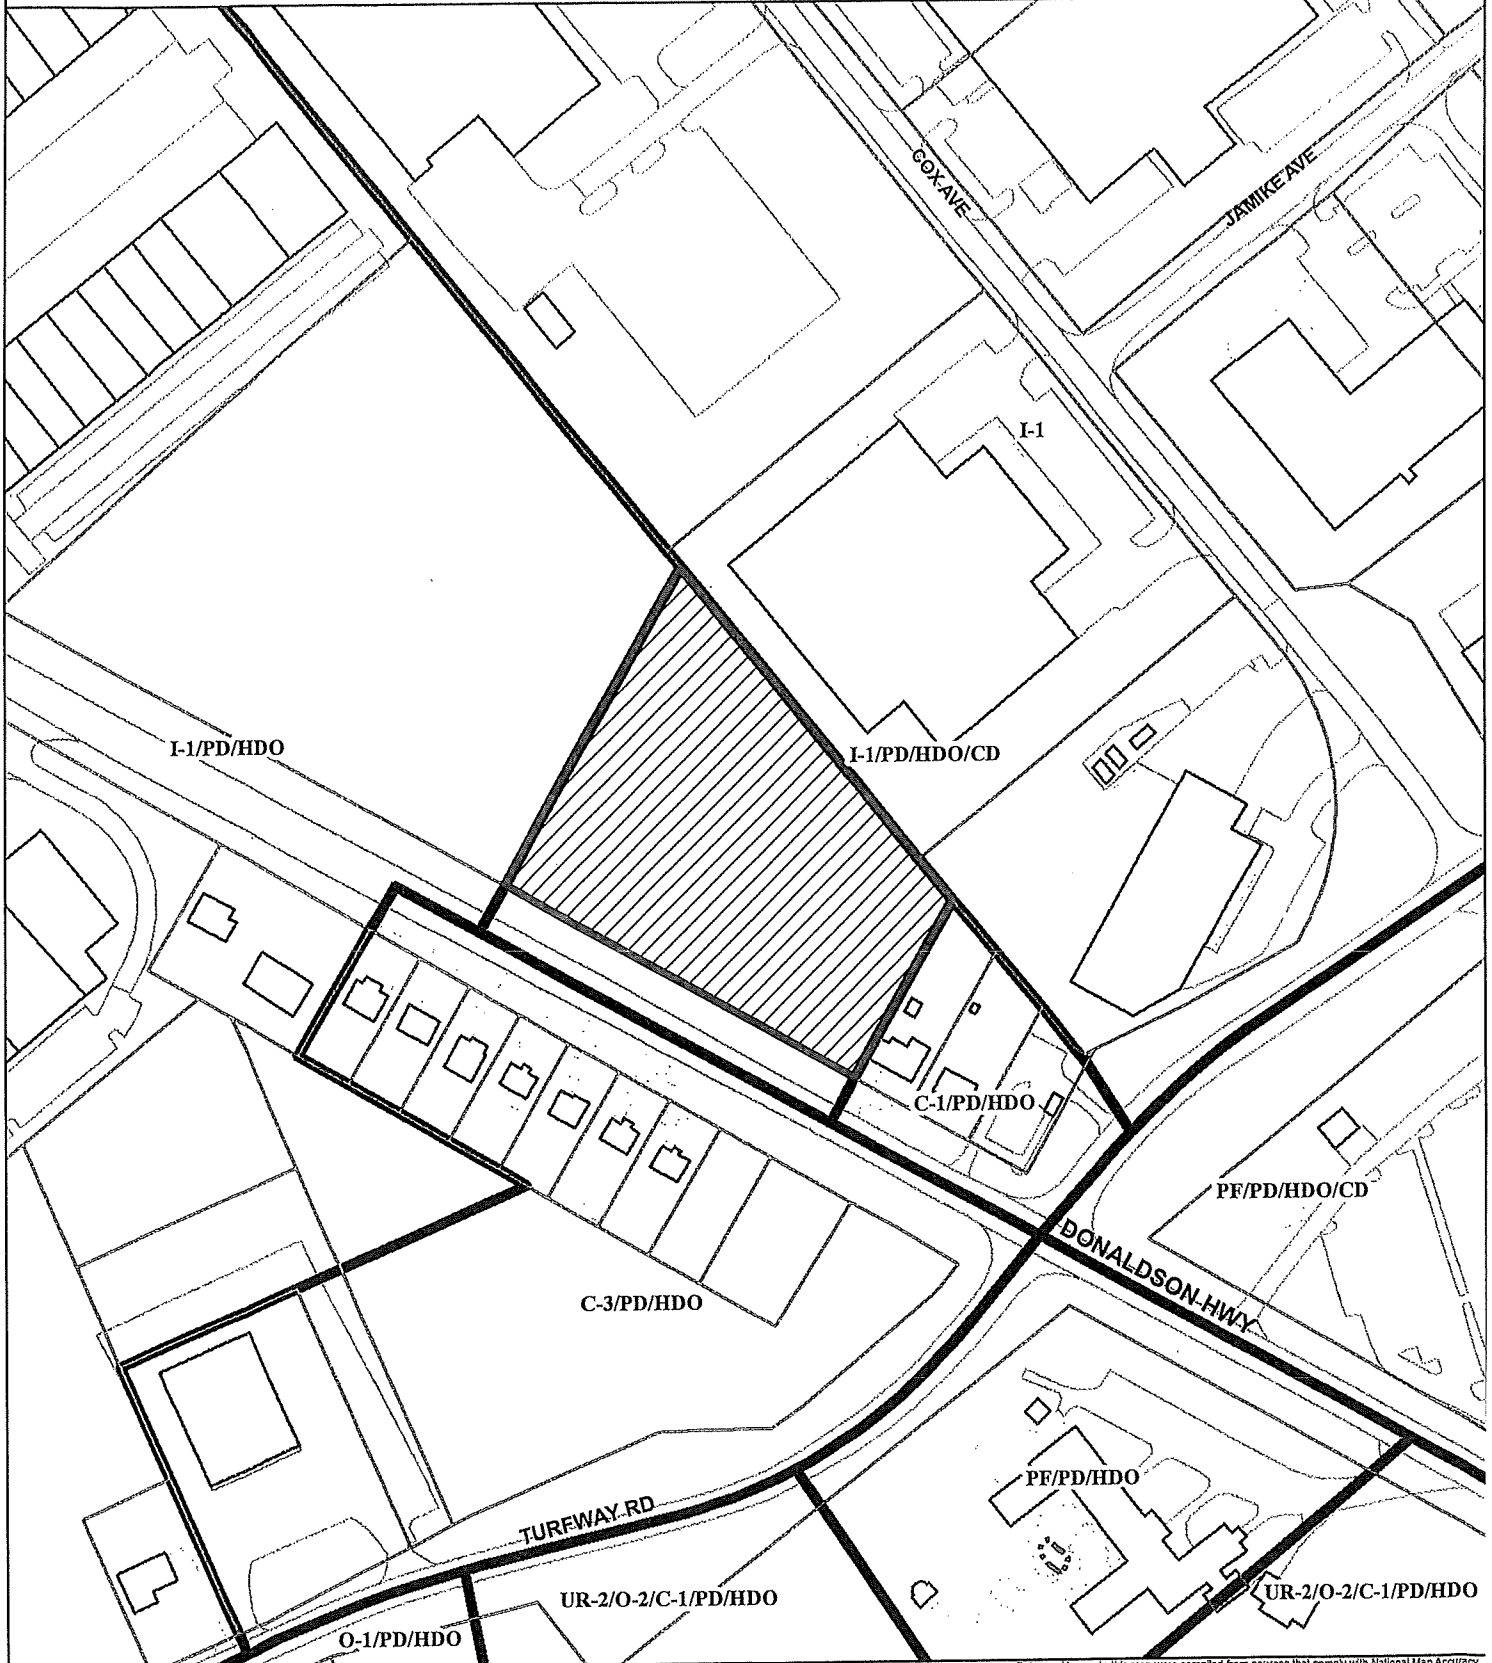 COX AVE
JAMIKE AVE
I-1
I-1/PD/HDO
I-1/PD/HDO/CD
C-1/PD/HDO
PF/PD/HDO/CD
DONALDSON HWY
C-3/PD/HDO
PF/PD/HDO
TURFWAY RD
UR-2/O-2/C-1/PD/HDO
UR-2/O-2/C-1/PD/HDO
O-1/PD/HDO